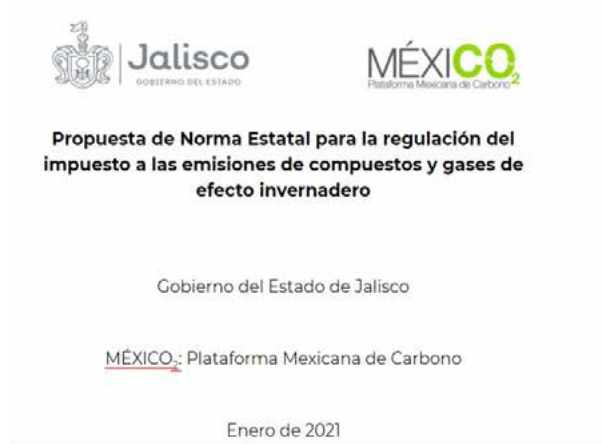 Jalisco
GOBIERNO DEL ESTADO
MÉXICO2
Plataforma Mexicana de Carbono
Propuesta de Norma Estatal para la regulación del
impuesto a las emisiones de compuestos y gases de
efecto invernadero
Gobierno del Estado de Jalisco
MÉXICO₂: Plataforma Mexicana de Carbono
Enero de 2021